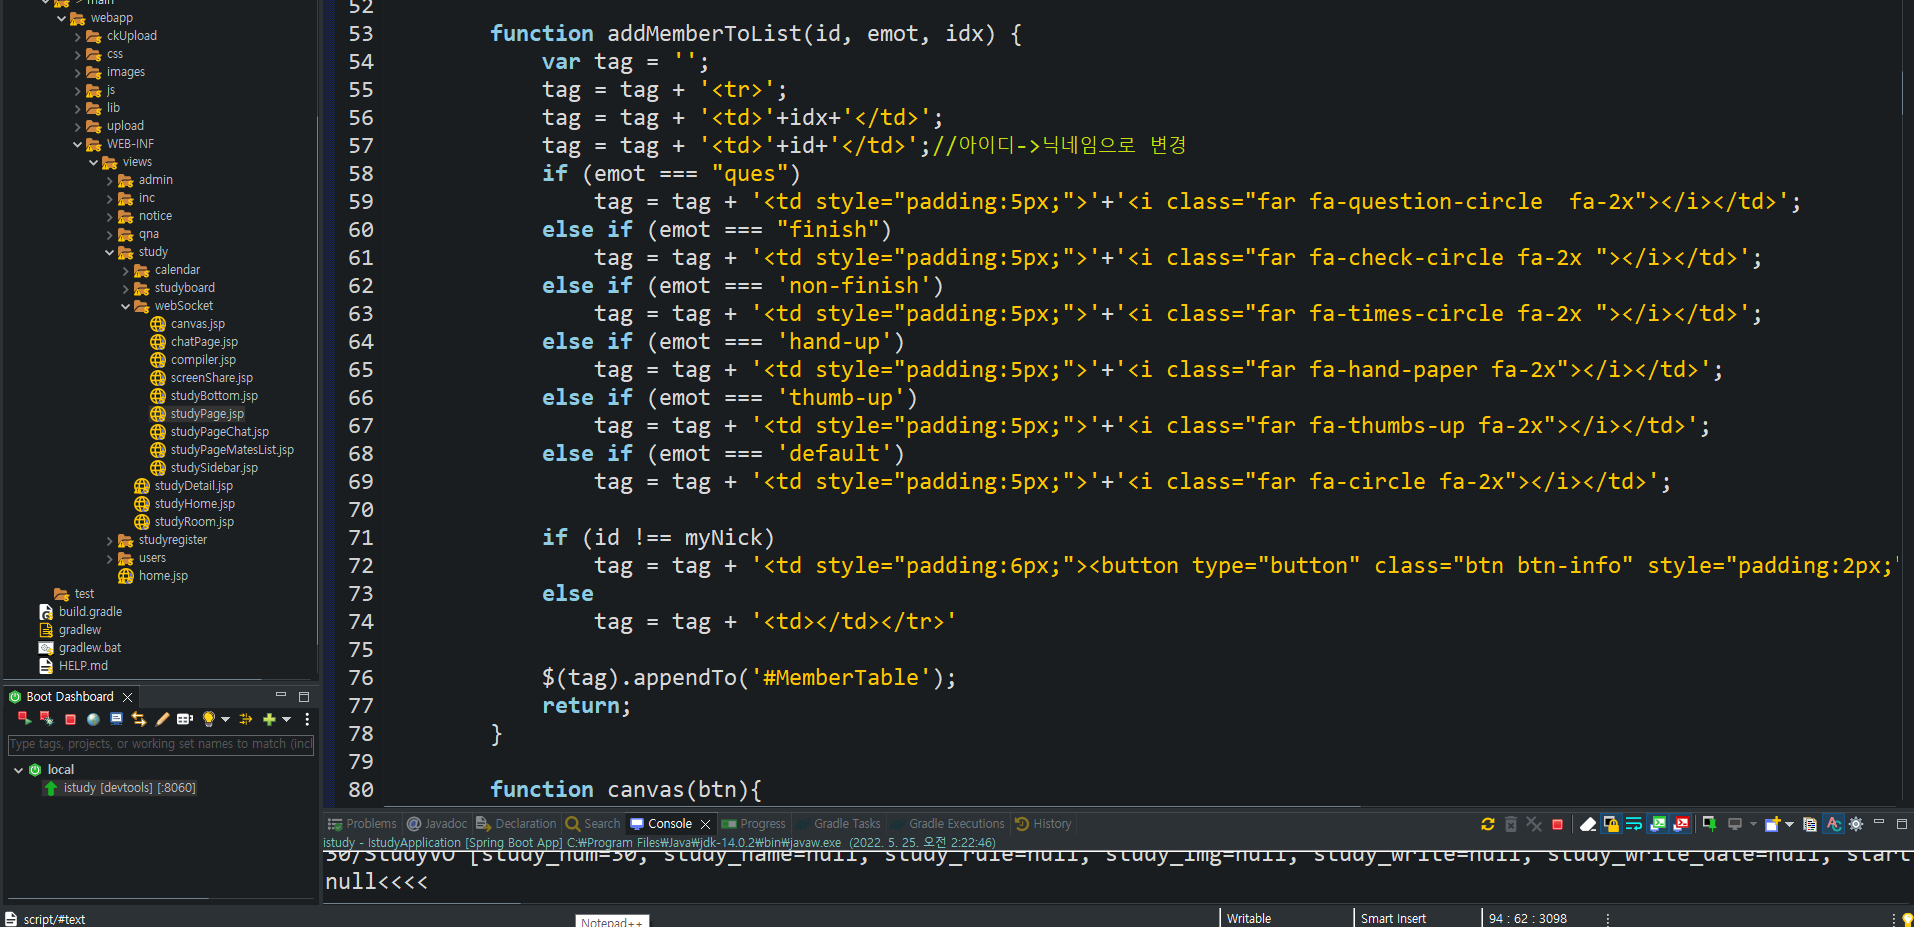 main
webapp
ckUpload
css
images
js
lib
upload
WEB-INF
views
admin
inc
notice
qna
study
calendar
studyboard
webSocket
canvas.jsp
chatPage.jsp
compiler.jsp
screenShare.jsp
studyBottom.jsp
studyPage.jsp
studyPageChat.jsp
studyPageMatesList.jsp
studySidebar.jsp
studyDetail.jsp
studyHome.jsp
studyRoom.jsp
studyregister
users
home.jsp
test
build.gradle
gradlew
gradlew.bat
HELP.md
Boot Dashboard
Type tags, projects, or working set names to match (incl
local
istudy [devtools] [:8060]
52
53 function addMemberToList(id, emot, idx) {
54 var tag = '';
55 tag = tag + '<tr>';
56 tag = tag + '<td>'+idx+'</td>';
57 tag = tag + '<td>'+id+'</td>';//아이디->닉네임으로 변경
58 if (emot === "ques")
59 tag = tag + '<td style="padding:5px;">'+'<i class="far fa-question-circle  fa-2x"></i></td>';
60 else if (emot === "finish")
61 tag = tag + '<td style="padding:5px;">'+'<i class="far fa-check-circle fa-2x "></i></td>';
62 else if (emot === 'non-finish')
63 tag = tag + '<td style="padding:5px;">'+'<i class="far fa-times-circle fa-2x "></i></td>';
64 else if (emot === 'hand-up')
65 tag = tag + '<td style="padding:5px;">'+'<i class="far fa-hand-paper fa-2x"></i></td>';
66 else if (emot === 'thumb-up')
67 tag = tag + '<td style="padding:5px;">'+'<i class="far fa-thumbs-up fa-2x"></i></td>';
68 else if (emot === 'default')
69 tag = tag + '<td style="padding:5px;">'+'<i class="far fa-circle fa-2x"></i></td>';
70
71 if (id !== myNick)
72 tag = tag + '<td style="padding:6px;"><button type="button" class="btn btn-info" style="padding:2px;'
73 else
74 tag = tag + '<td></td></tr>'
75
76 $(tag).appendTo('#MemberTable');
77 return;
78 }
79
80 function canvas(btn){
Problems Javadoc Declaration Search Console Progress Gradle Tasks Gradle Executions History
istudy - IstudyApplication [Spring Boot App] C:₩Program Files₩Java₩jdk-14.0.2₩bin₩javaw.exe (2022. 5. 25. 오전 2:22:46)
30/StudyVO [study_num=30, study_name=null, study_rule=null, study_img=null, study_write=null, study_write_date=null, start
null<<<<
script/#text
Notepad++
Writable
Smart Insert
94 : 62 : 3098